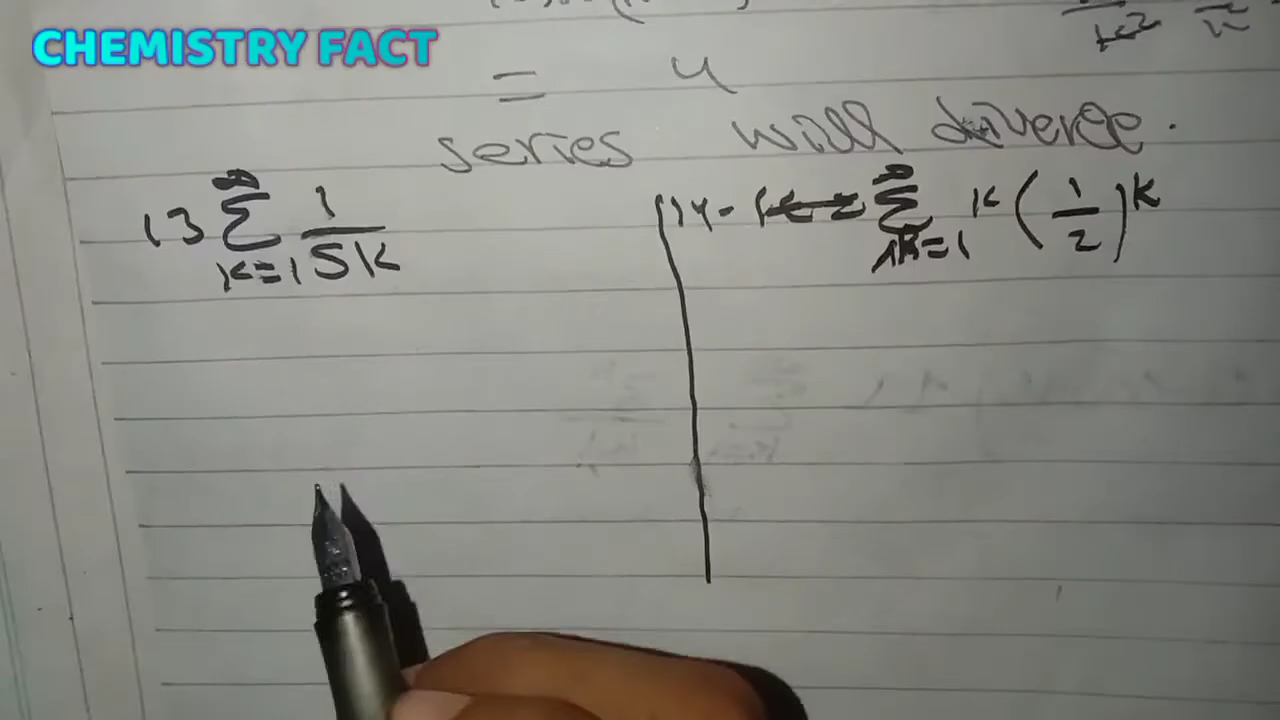 CHEMISTRY FACT
= 4
series will diverge.
13 ∞ Σ k=1 1/5k
14- ∞ Σ k=1 k (1/2)^k